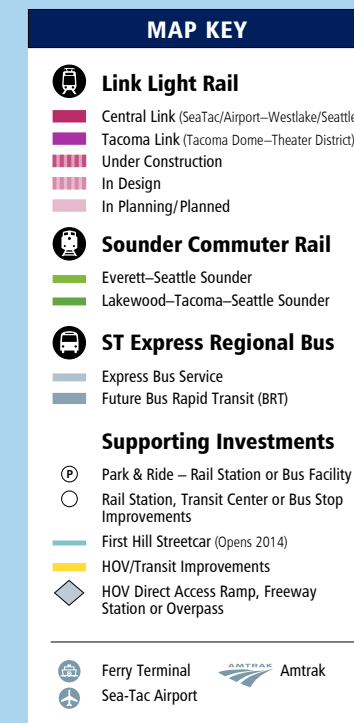 MAP KEY
Link Light Rail
Central Link (SeaTac/Airport–Westlake/Seattle
Tacoma Link (Tacoma Dome–Theater District)
Under Construction
In Design
In Planning/Planned
Sounder Commuter Rail
Everett–Seattle Sounder
Lakewood–Tacoma–Seattle Sounder
ST Express Regional Bus
Express Bus Service
Future Bus Rapid Transit (BRT)
Supporting Investments
P Park & Ride – Rail Station or Bus Facility
Rail Station, Transit Center or Bus Stop
Improvements
First Hill Streetcar (Opens 2014)
HOV/Transit Improvements
HOV Direct Access Ramp, Freeway
Station or Overpass
Ferry Terminal AMTRAK Amtrak
Sea-Tac Airport